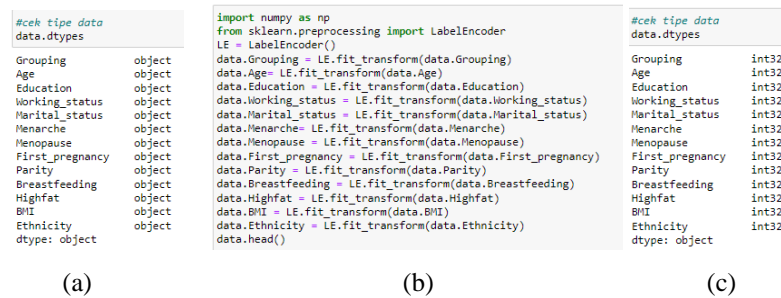 #cek tipe data
data.dtypes
Grouping object
Age object
Education object
Working_status object
Marital_status object
Menarche object
Menopause object
First_pregnancy object
Parity object
Breastfeeding object
Highfat object
BMI object
Ethnicity object
dtype: object
(a)
import numpy as np
from sklearn.preprocessing import LabelEncoder
LE = LabelEncoder()
data.Grouping = LE.fit_transform(data.Grouping)
data.Age= LE.fit_transform(data.Age)
data.Education = LE.fit_transform(data.Education)
data.Working_status = LE.fit_transform(data.Working_status)
data.Marital_status = LE.fit_transform(data.Marital_status)
data.Menarche= LE.fit_transform(data.Menarche)
data.Menopause = LE.fit_transform(data.Menopause)
data.First_pregnancy = LE.fit_transform(data.First_pregnancy)
data.Parity = LE.fit_transform(data.Parity)
data.Breastfeeding = LE.fit_transform(data.Breastfeeding)
data.Highfat = LE.fit_transform(data.Highfat)
data.BMI = LE.fit_transform(data.BMI)
data.Ethnicity = LE.fit_transform(data.Ethnicity)
data.head()
(b)
#cek tipe data
data.dtypes
Grouping int32
Age int32
Education int32
Working_status int32
Marital_status int32
Menarche int32
Menopause int32
First_pregnancy int32
Parity int32
Breastfeeding int32
Highfat int32
BMI int32
Ethnicity int32
dtype: object
(c)